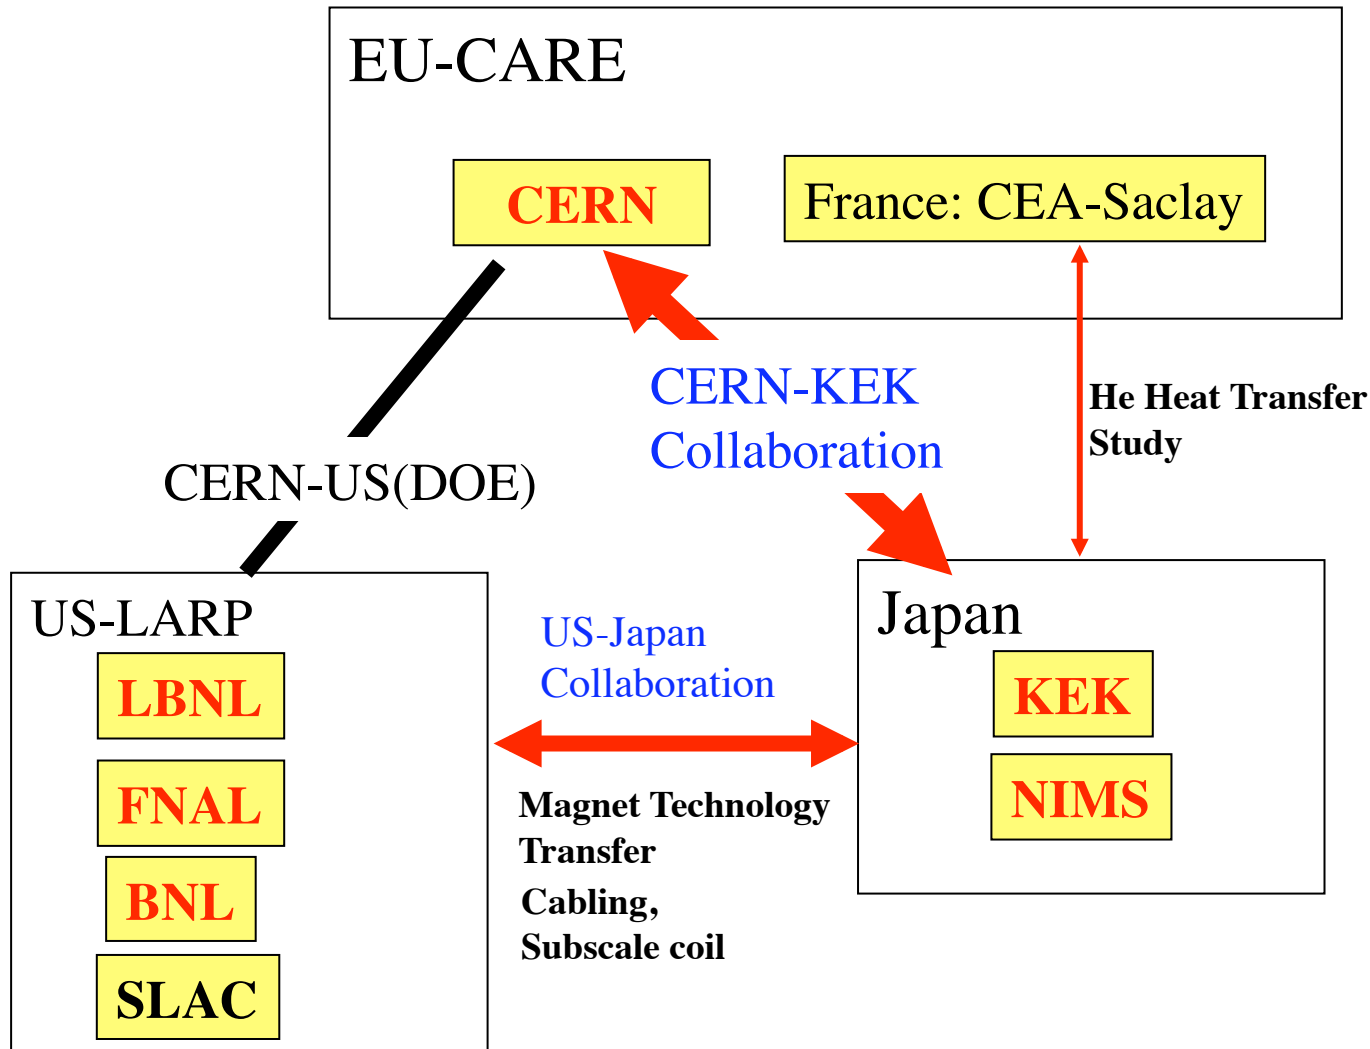 EU-CARE
CERN
France: CEA-Saclay
CERN-KEK
Collaboration
He Heat Transfer
Study
CERN-US(DOE)
US-LARP
LBNL
FNAL
BNL
SLAC
US-Japan
Collaboration
Magnet Technology
Transfer
Cabling,
Subscale coil
Japan
KEK
NIMS